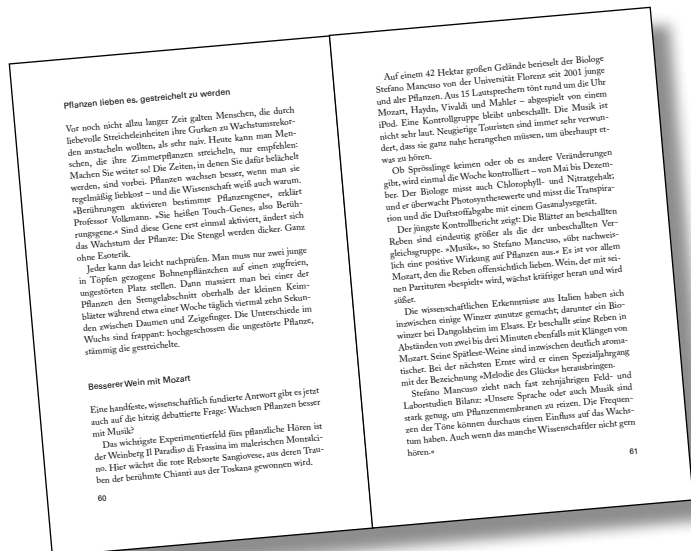 Pflanzen lieben es, gestreichelt zu werden
Vor noch nicht allzu langer Zeit galten Menschen, die durch
liebevolle Streicheleinheiten ihre Gurken zu Wachstumsrekor-
den anstacheln wollten, als sehr naiv. Heute kann man Men-
schen, die ihre Zimmerpflanzen streicheln, nur empfehlen:
Machen Sie weiter so! Die Zeiten, in denen Sie dafür belächelt
werden, sind vorbei. Pflanzen wachsen besser, wenn man sie
regelmäßig liebkost – und die Wissenschaft weiß auch warum.
»Berührungen aktivieren bestimmte Pflanzengene«, erklärt
Professor Volkmann. »Sie heißen Touch-Genes, also Berüh-
rungsgene.« Sind diese Gene erst einmal aktiviert, ändert sich
das Wachstum der Pflanze: Die Stengel werden dicker. Ganz
ohne Esoterik.
Jeder kann das leicht nachprüfen. Man muss nur zwei junge
in Töpfen gezogene Bohnenpflänzchen auf einen zugfreien,
ungestörten Platz stellen. Dann massiert man bei einer der
Pflanzen den Stengelabschnitt oberhalb der kleinen Keim-
blätter während etwa einer Woche täglich viermal zehn Sekun-
den zwischen Daumen und Zeigefinger. Die Unterschiede im
Wuchs sind frappant: hochgeschossen die ungestörte Pflanze,
stämmig die gestreichelte.
Besserer Wein mit Mozart
Eine handfeste, wissenschaftlich fundierte Antwort gibt es jetzt
auch auf die hitzig debattierte Frage: Wachsen Pflanzen besser
mit Musik?
Das wichtigste Experimentierfeld fürs pflanzliche Hören ist
der Weinberg Il Paradiso di Frassina im malerischen Montalci-
no. Hier wächst die rote Rebsorte Sangiovese, aus deren Trau-
ben der berühmte Chianti aus der Toskana gewonnen wird.
60
Auf einem 42 Hektar großen Gelände berieselt der Biologe
Stefano Mancuso von der Universität Florenz seit 2001 junge
und alte Pflanzen. Aus 15 Lautsprechern tönt rund um die Uhr
Mozart, Haydn, Vivaldi und Mahler – abgespielt von einem
iPod. Eine Kontrollgruppe bleibt unbeschallt. Die Musik ist
nicht sehr laut. Neugierige Touristen sind immer sehr verwun-
dert, dass sie ganz nahe herangehen müssen, um überhaupt et-
was zu hören.
Ob Sprösslinge keimen oder ob es andere Veränderungen
gibt, wird einmal die Woche kontrolliert – von Mai bis Dezem-
ber. Der Biologe misst auch Chlorophyll- und Nitratgehalt;
und er überwacht Photosynthesewerte und misst die Transpira-
tion und die Duftstoffabgabe mit einem Gasanalysegerät.
Der jüngste Kontrollbericht zeigt: Die Blätter an beschallten
Reben sind eindeutig größer als die der unbeschallten Ver-
gleichsgruppe. »Musik«, so Stefano Mancuso, »übt nachweis-
lich eine positive Wirkung auf Pflanzen aus.« Es ist vor allem
Mozart, den die Reben offensichtlich lieben. Wein, der mit sei-
nen Partituren »bespielt« wird, wächst kräftiger heran und wird
süßer.
Die wissenschaftlichen Erkenntnisse aus Italien haben sich
inzwischen einige Winzer zunutze gemacht; darunter ein Bio-
winzer bei Dangolsheim im Elsass. Er beschallt seine Reben in
Abständen von zwei bis drei Minuten ebenfalls mit Klängen von
Mozart. Seine Spätlese-Weine sind inzwischen deutlich aroma-
tischer. Bei der nächsten Ernte wird er einen Spezialjahrgang
mit der Bezeichnung »Melodie des Glücks« herausbringen.
Stefano Mancuso zieht nach fast zehnjährigen Feld- und
Laborstudien Bilanz: »Unsere Sprache oder auch Musik sind
stark genug, um Pflanzenmembranen zu reizen. Die Frequen-
zen der Töne können durchaus einen Einfluss auf das Wachs-
tum haben. Auch wenn das manche Wissenschaftler nicht gern
hören.«
61